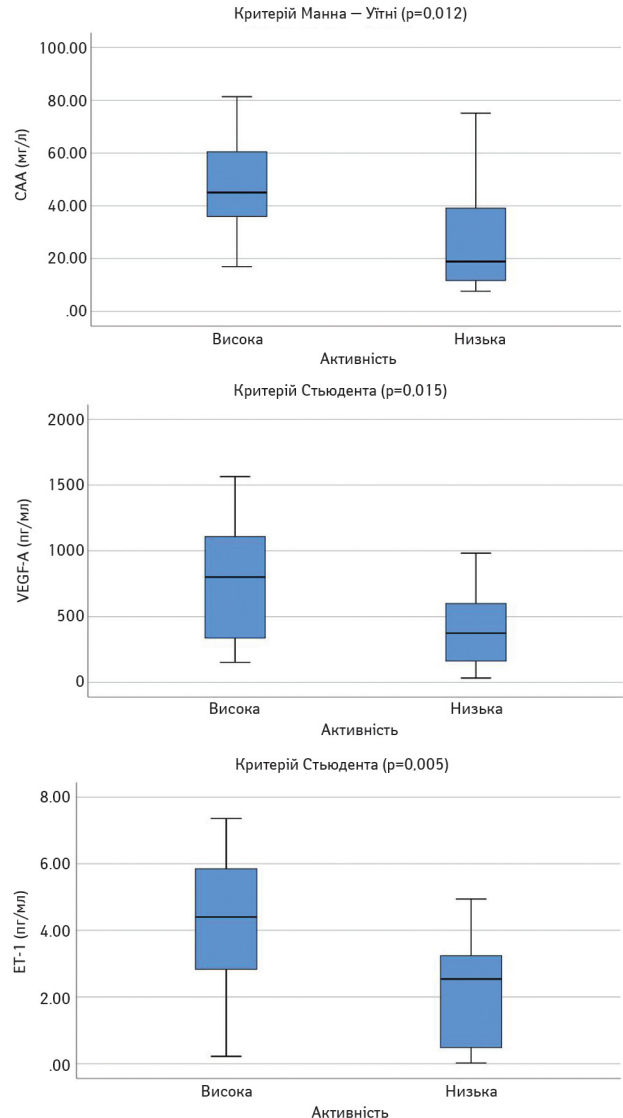 Критерій Манна – Уїтні (p=0,012)
100.00
80.00
60.00
40.00
20.00
.00
САА (мг/л)
Висока
Низька
Активність
Критерій Стьюдента (p=0,015)
2000
1500
1000
500
0
VEGF-A (пг/мл)
Висока
Низька
Активність
Критерій Стьюдента (p=0,005)
8.00
6.00
4.00
2.00
.00
ET-1 (пг/мл)
Висока
Низька
Активність